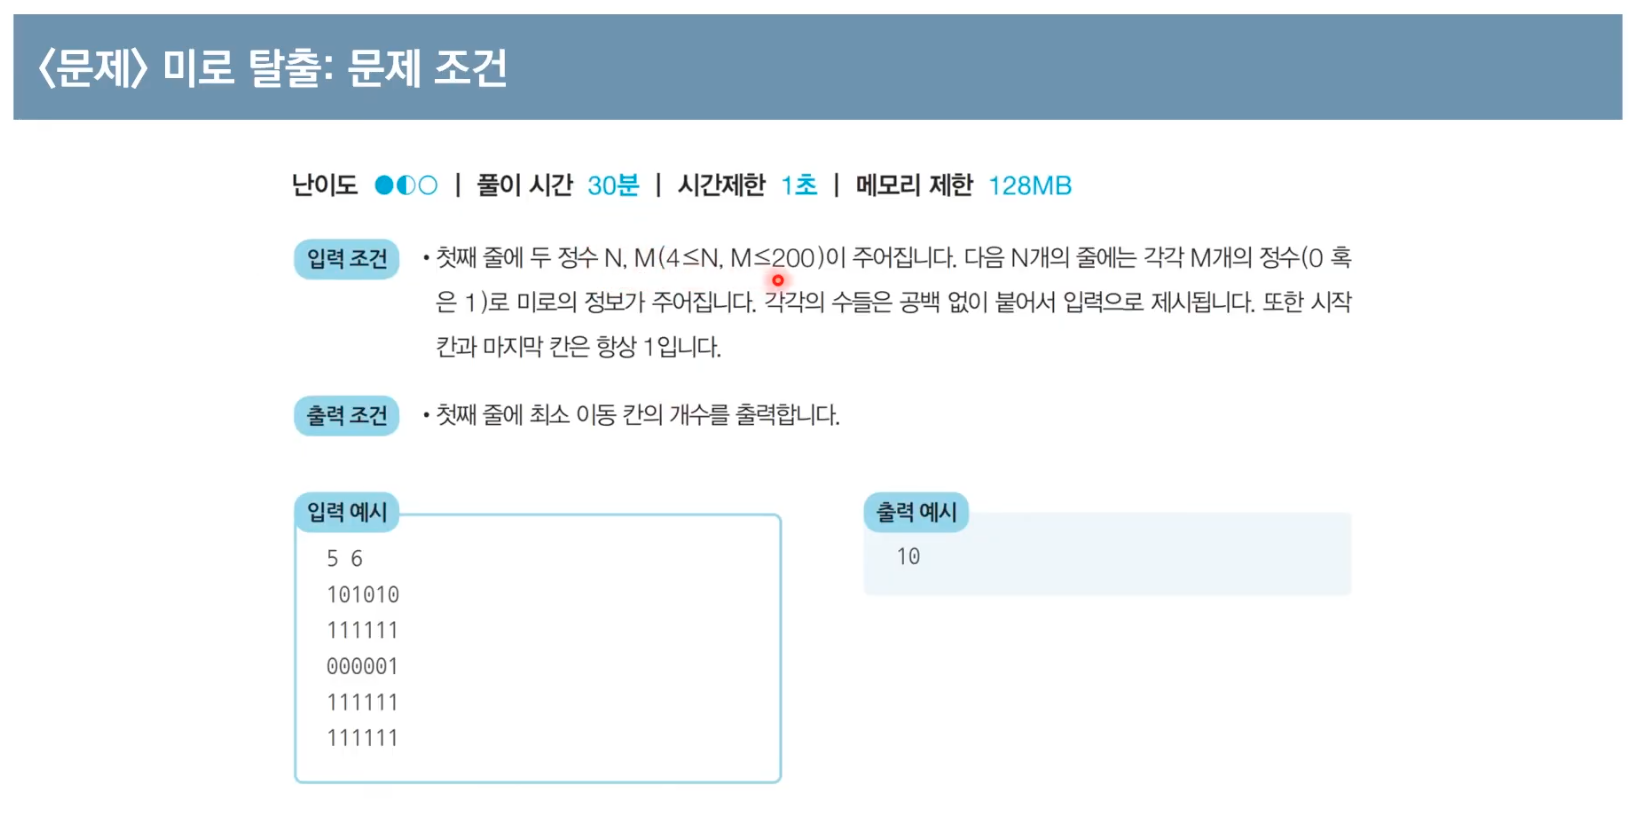 <문제> 미로 탈출: 문제 조건
난이도 ●◐○ | 풀이 시간 30분 | 시간제한 1초 | 메모리 제한 128MB
입력 조건 • 첫째 줄에 두 정수 N, M(4≤N, M≤200)이 주어집니다. 다음 N개의 줄에는 각각 M개의 정수(0 혹
은 1)로 미로의 정보가 주어집니다. 각각의 수들은 공백 없이 붙어서 입력으로 제시됩니다. 또한 시작
칸과 마지막 칸은 항상 1입니다.
출력 조건 • 첫째 줄에 최소 이동 칸의 개수를 출력합니다.
입력 예시
5 6
101010
111111
000001
111111
111111
출력 예시
10